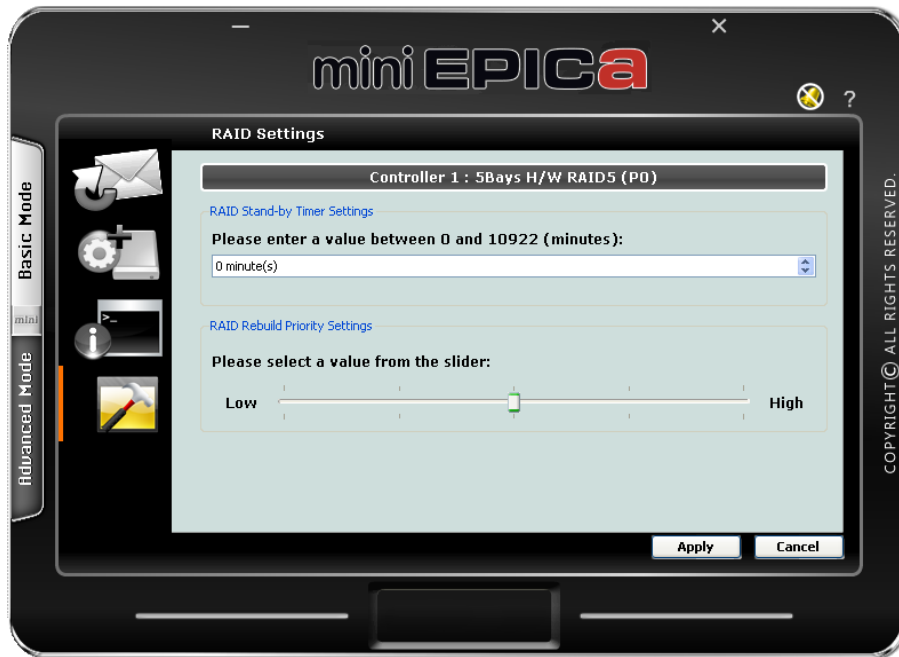 mini EPICa
?
RAID Settings
Controller 1 : 5Bays H/W RAID5 (P0)
RAID Stand-by Timer Settings
Please enter a value between 0 and 10922 (minutes):
0 minute(s)
RAID Rebuild Priority Settings
Please select a value from the slider:
Low High
Apply Cancel
Basic Mode
mini
Advanced Mode
>_
i
COPYRIGHT© ALL RIGHTS RESERVED.